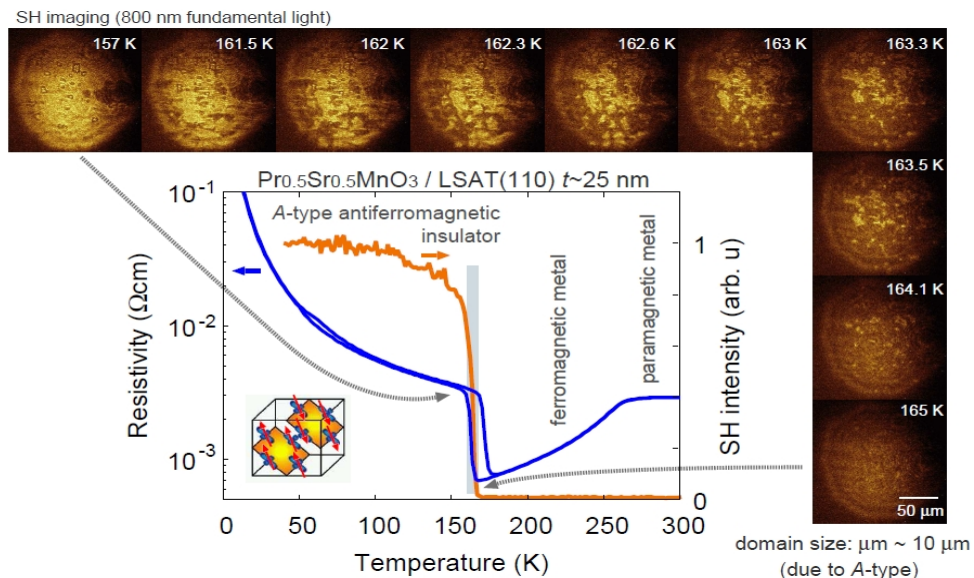 SH imaging (800 nm fundamental light)
157 K
161.5 K
162 K
162.3 K
162.6 K
163 K
163.3 K
163.5 K
164.1 K
165 K
50 μm
domain size: μm ~ 10 μm
(due to A-type)
Pr0.5Sr0.5MnO3 / LSAT(110) t~25 nm
A-type antiferromagnetic
insulator
ferromagnetic metal
paramagnetic metal
Resistivity (Ωcm)
10-1
10-2
10-3
SH intensity (arb. u)
1
0
0
50
100
150
200
250
300
Temperature (K)